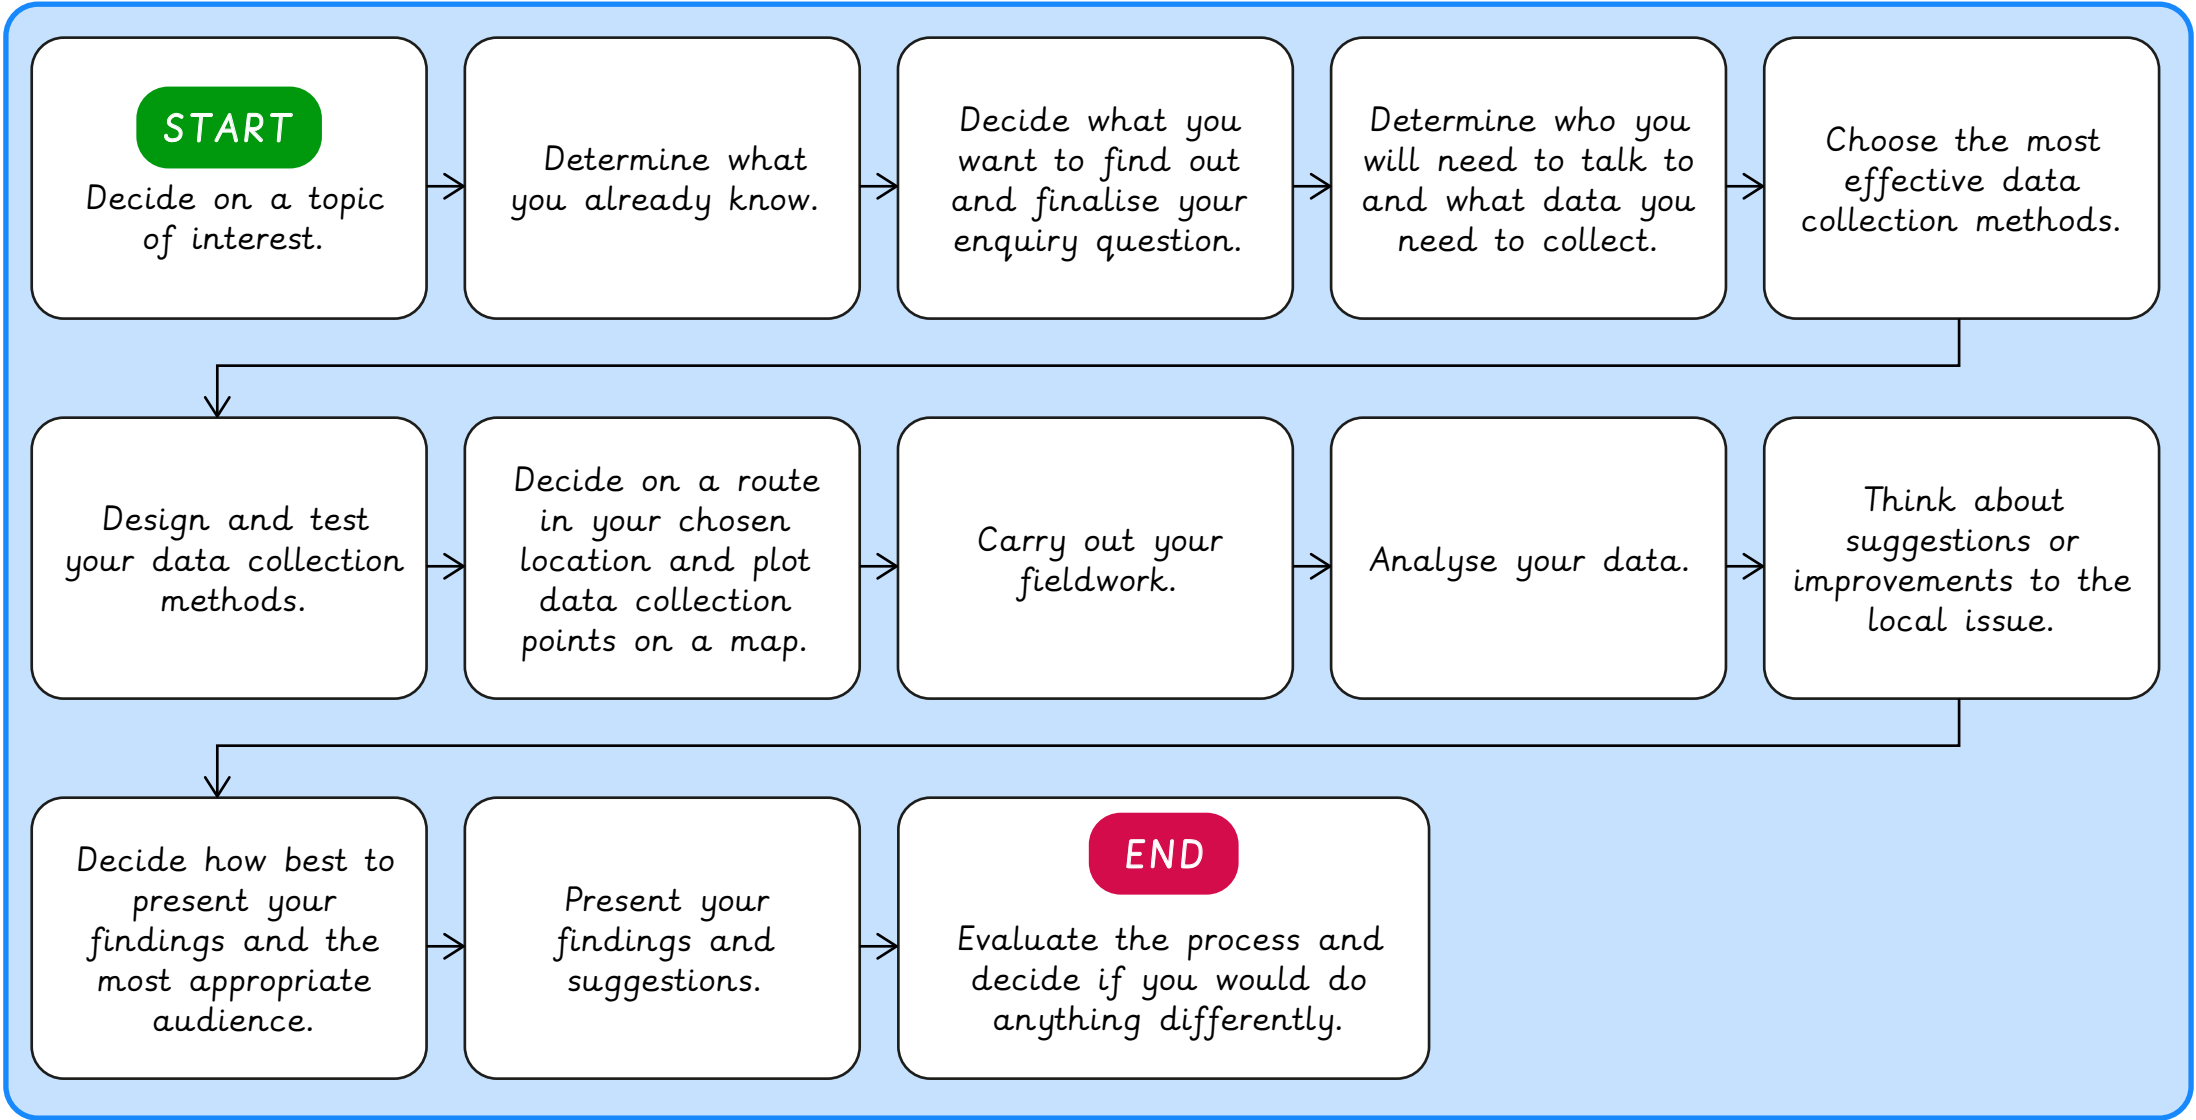 START
Decide on a topic
of interest.
Determine what
you already know.
Decide what you
want to find out
and finalise your
enquiry question.
Determine who you
will need to talk to
and what data you
need to collect.
Choose the most
effective data
collection methods.
Design and test
your data collection
methods.
Decide on a route
in your chosen
location and plot
data collection
points on a map.
Carry out your
fieldwork.
Analyse your data.
Think about
suggestions or
improvements to the
local issue.
Decide how best to
present your
findings and the
most appropriate
audience.
Present your
findings and
suggestions.
END
Evaluate the process and
decide if you would do
anything differently.